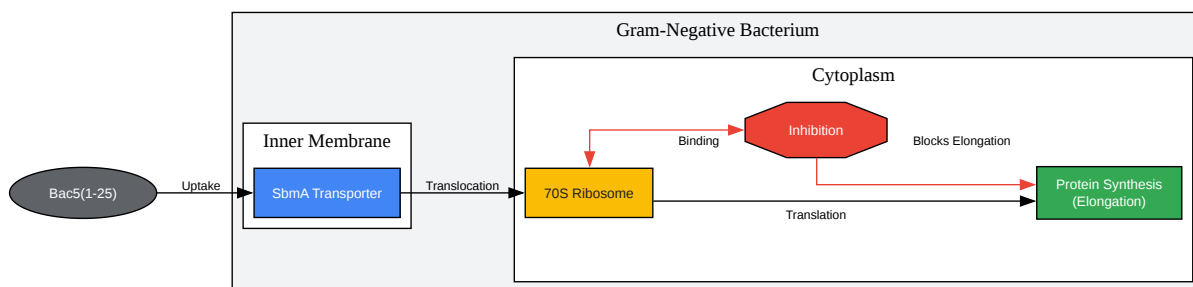 Gram-Negative Bacterium
Cytoplasm
Inner Membrane
Inhibition
Binding
Blocks Elongation
Bac5(1-25)
Uptake
SbmA Transporter
Translocation
70S Ribosome
Translation
Protein Synthesis
(Elongation)